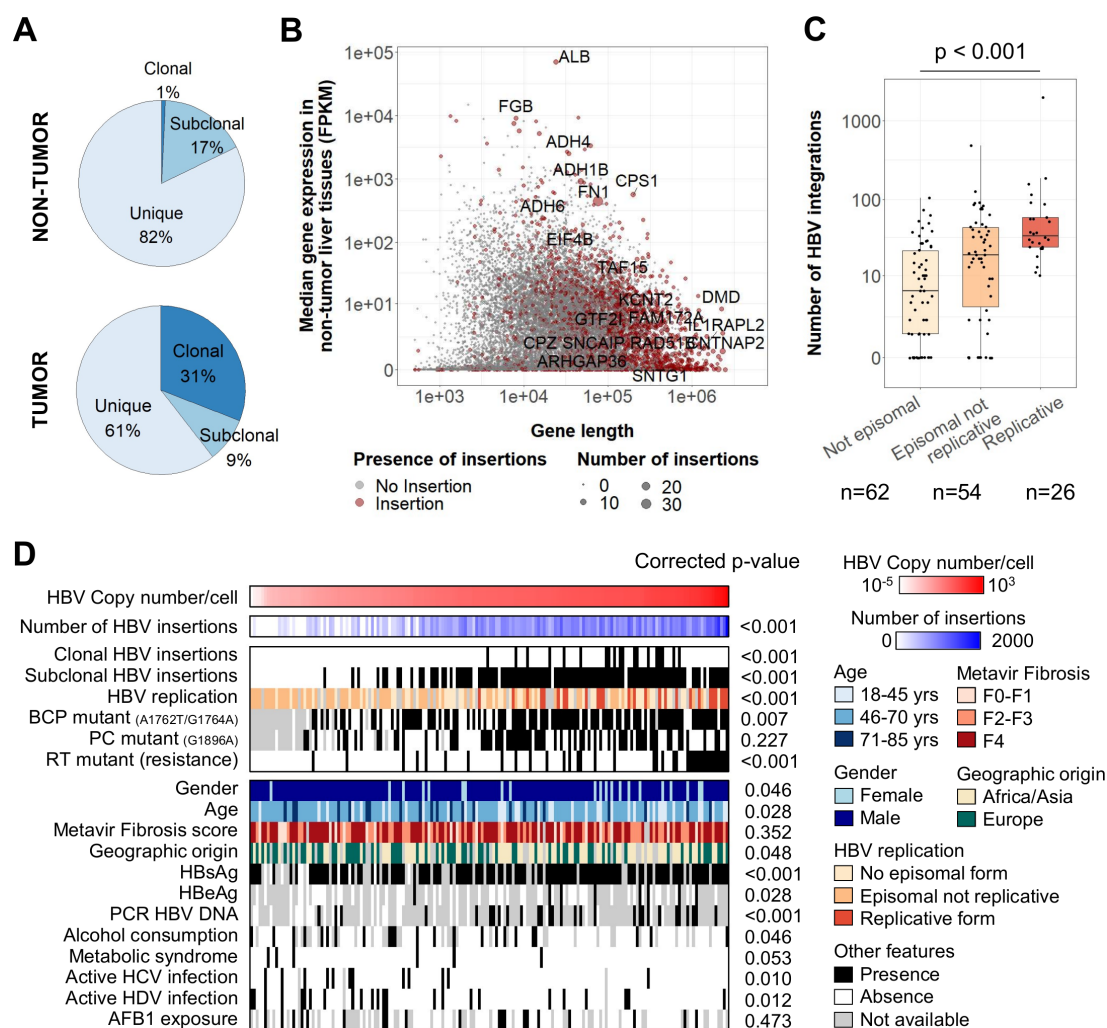 A
NON-TUMOR
Clonal
1%
Subclonal
17%
Unique
82%
TUMOR
Clonal
31%
Unique
61%
Subclonal
9%
B
Median gene expression in
non-tumor liver tissues (FPKM)
1e+05
1e+04
1e+03
1e+02
1e+01
0
ALB
FGB
ADH4
ADH1B
CPS1
FN1
ADH6
EIF4B
TAF15
KCNT2
DMD
GTF2I
FAM172A
IL1RAPL2
CPZ
SNCAIP
RAD51B
CNTNAP2
ARHGAP36
SNTG1
1e+03
1e+04
1e+05
1e+06
Gene length
Presence of insertions
No Insertion
Insertion
Number of insertions
0
10
20
30
C
p < 0.001
Number of HBV integrations
1000
100
10
0
Not episomal
Episomal not
replicative
Replicative
n=62
n=54
n=26
D
Corrected p-value
HBV Copy number/cell
Number of HBV insertions <0.001
Clonal HBV insertions <0.001
Subclonal HBV insertions <0.001
HBV replication <0.001
BCP mutant (A1762T/G1764A) 0.007
PC mutant (G1896A) 0.227
RT mutant (resistance) <0.001
Gender 0.046
Age 0.028
Metavir Fibrosis score 0.352
Geographic origin 0.048
HBsAg <0.001
HBeAg 0.028
PCR HBV DNA <0.001
Alcohol consumption 0.046
Metabolic syndrome 0.053
Active HCV infection 0.010
Active HDV infection 0.012
AFB1 exposure 0.473
HBV Copy number/cell
10-5 103
Number of insertions
0 2000
Age
18-45 yrs
46-70 yrs
71-85 yrs
Metavir Fibrosis
F0-F1
F2-F3
F4
Gender
Female
Male
Geographic origin
Africa/Asia
Europe
HBV replication
No episomal form
Episomal not replicative
Replicative form
Other features
Presence
Absence
Not available